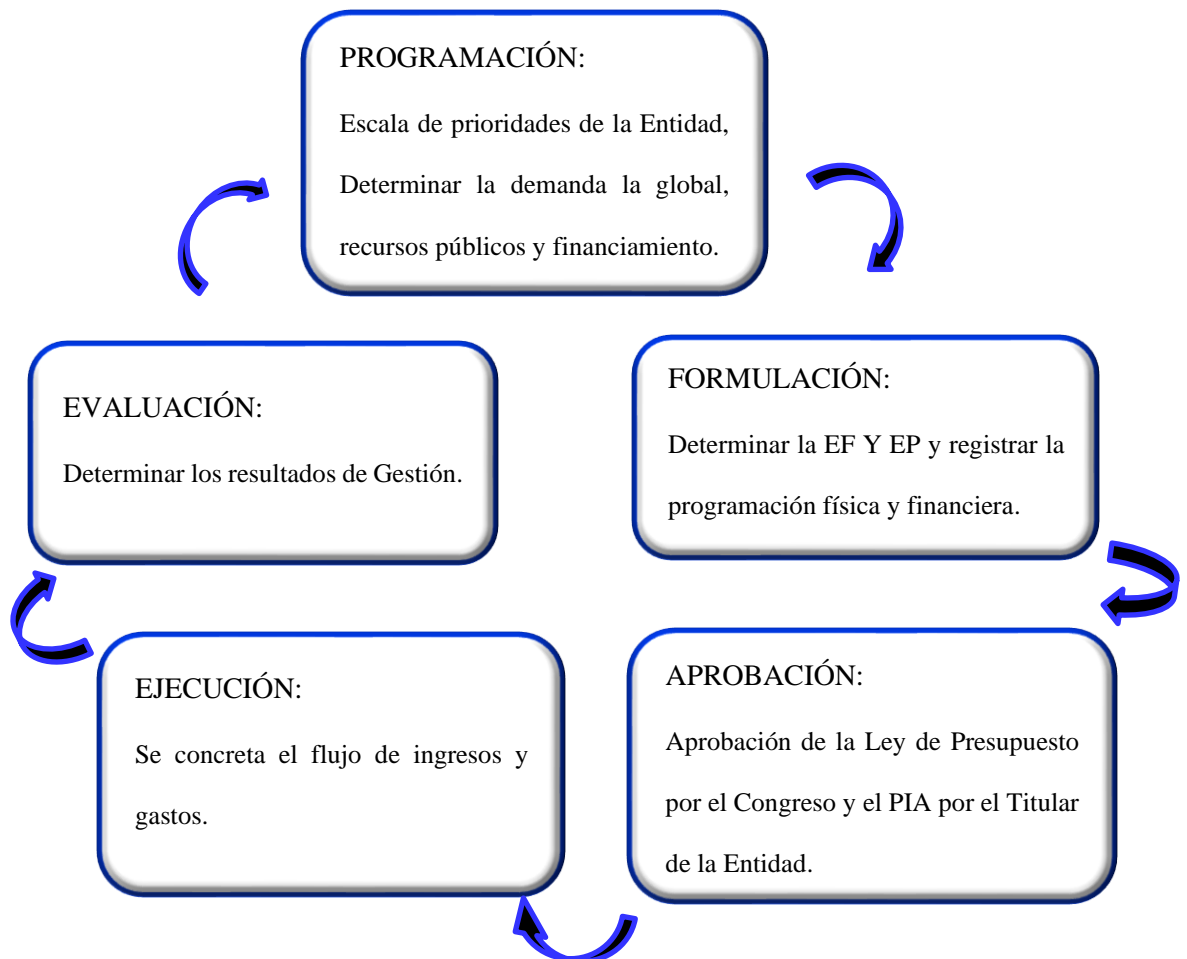 PROGRAMACIÓN:
Escala de prioridades de la Entidad,
Determinar la demanda la global,
recursos públicos y financiamiento.
FORMULACIÓN:
Determinar la EF Y EP y registrar la
programación física y financiera.
APROBACIÓN:
Aprobación de la Ley de Presupuesto
por el Congreso y el PIA por el Titular
de la Entidad.
EJECUCIÓN:
Se concreta el flujo de ingresos y
gastos.
EVALUACIÓN:
Determinar los resultados de Gestión.